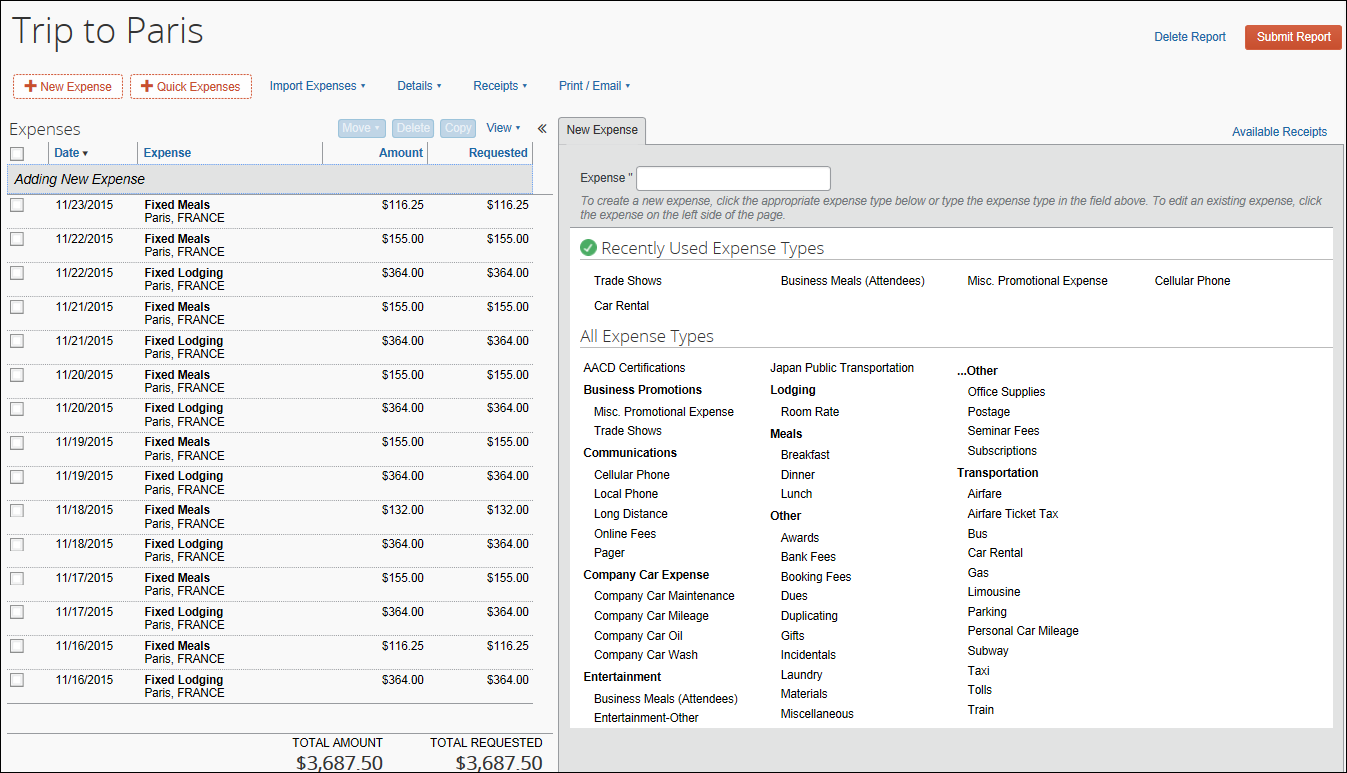 Trip to Paris
Delete Report
Submit Report
New Expense
Quick Expenses
Import Expenses
Details
Receipts
Print / Email
Expenses
Move
Delete
Copy
View
«
Date
Expense
Amount
Requested
Adding New Expense
11/23/2015 Fixed Meals $116.25 $116.25
Paris, FRANCE
11/22/2015 Fixed Meals $155.00 $155.00
Paris, FRANCE
11/22/2015 Fixed Lodging $364.00 $364.00
Paris, FRANCE
11/21/2015 Fixed Meals $155.00 $155.00
Paris, FRANCE
11/21/2015 Fixed Lodging $364.00 $364.00
Paris, FRANCE
11/20/2015 Fixed Meals $155.00 $155.00
Paris, FRANCE
11/20/2015 Fixed Lodging $364.00 $364.00
Paris, FRANCE
11/19/2015 Fixed Meals $155.00 $155.00
Paris, FRANCE
11/19/2015 Fixed Lodging $364.00 $364.00
Paris, FRANCE
11/18/2015 Fixed Meals $132.00 $132.00
Paris, FRANCE
11/18/2015 Fixed Lodging $364.00 $364.00
Paris, FRANCE
11/17/2015 Fixed Meals $155.00 $155.00
Paris, FRANCE
11/17/2015 Fixed Lodging $364.00 $364.00
Paris, FRANCE
11/16/2015 Fixed Meals $116.25 $116.25
Paris, FRANCE
11/16/2015 Fixed Lodging $364.00 $364.00
Paris, FRANCE
TOTAL AMOUNT TOTAL REQUESTED
$3,687.50 $3,687.50
New Expense
Available Receipts
Expense "
To create a new expense, click the appropriate expense type below or type the expense type in the field above. To edit an existing expense, click
the expense on the left side of the page.
Recently Used Expense Types
Trade Shows
Business Meals (Attendees)
Misc. Promotional Expense
Cellular Phone
Car Rental
All Expense Types
AACD Certifications
Business Promotions
Misc. Promotional Expense
Trade Shows
Communications
Cellular Phone
Local Phone
Long Distance
Online Fees
Pager
Company Car Expense
Company Car Maintenance
Company Car Mileage
Company Car Oil
Company Car Wash
Entertainment
Business Meals (Attendees)
Entertainment-Other
Japan Public Transportation
Lodging
Room Rate
Meals
Breakfast
Dinner
Lunch
Other
Awards
Bank Fees
Booking Fees
Dues
Duplicating
Gifts
Incidentals
Laundry
Materials
Miscellaneous
...Other
Office Supplies
Postage
Seminar Fees
Subscriptions
Transportation
Airfare
Airfare Ticket Tax
Bus
Car Rental
Gas
Limousine
Parking
Personal Car Mileage
Subway
Taxi
Tolls
Train